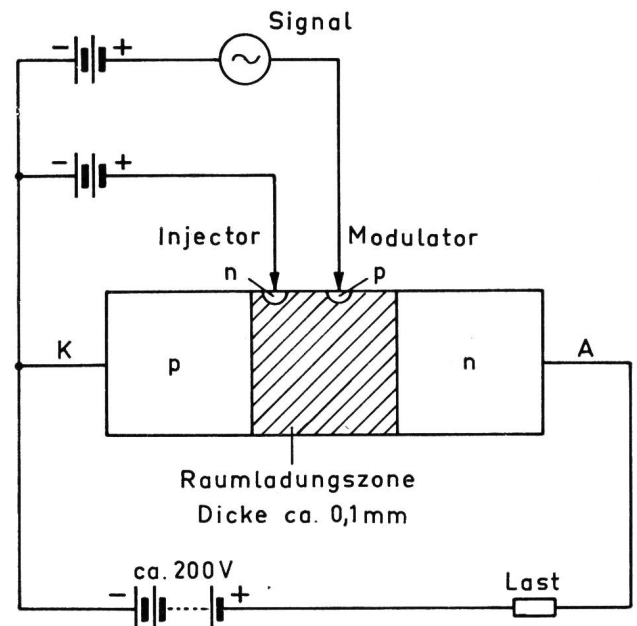 Signal
- +
- +
Injector Modulator
n p
K p n A
Raumladungszone
Dicke ca. 0,1mm
ca. 200V
- +
Last